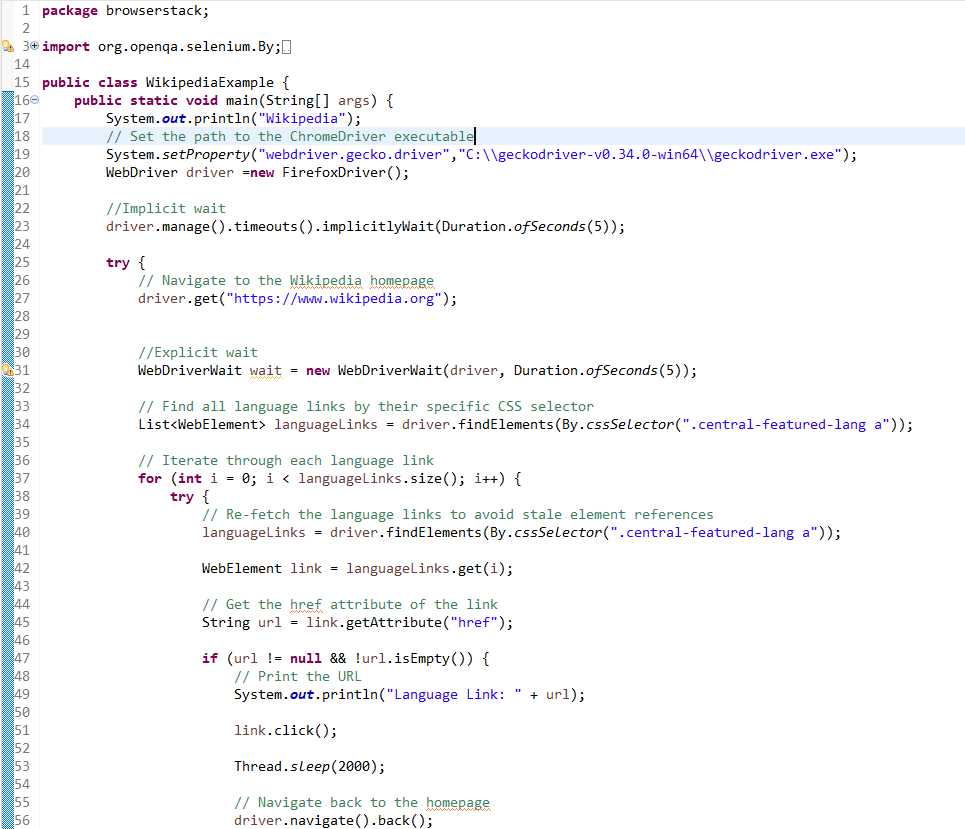 1 package browserstack;
2
3 import org.openqa.selenium.By;
14
15 public class WikipediaExample {
16 public static void main(String[] args) {
17 System.out.println("Wikipedia");
18 // Set the path to the ChromeDriver executable
19 System.setProperty("webdriver.gecko.driver","C:\\geckodriver-v0.34.0-win64\\geckodriver.exe");
20 WebDriver driver =new FirefoxDriver();
21
22 //Implicit wait
23 driver.manage().timeouts().implicitlyWait(Duration.ofSeconds(5));
24
25 try {
26 // Navigate to the Wikipedia homepage
27 driver.get("https://www.wikipedia.org");
28
29
30 //Explicit wait
31 WebDriverWait wait = new WebDriverWait(driver, Duration.ofSeconds(5));
32
33 // Find all language links by their specific CSS selector
34 List<WebElement> languageLinks = driver.findElements(By.cssSelector(".central-featured-lang a"));
35
36 // Iterate through each language link
37 for (int i = 0; i < languageLinks.size(); i++) {
38 try {
39 // Re-fetch the language links to avoid stale element references
40 languageLinks = driver.findElements(By.cssSelector(".central-featured-lang a"));
41
42 WebElement link = languageLinks.get(i);
43
44 // Get the href attribute of the link
45 String url = link.getAttribute("href");
46
47 if (url != null && !url.isEmpty()) {
48 // Print the URL
49 System.out.println("Language Link: " + url);
50
51 link.click();
52
53 Thread.sleep(2000);
54
55 // Navigate back to the homepage
56 driver.navigate().back();